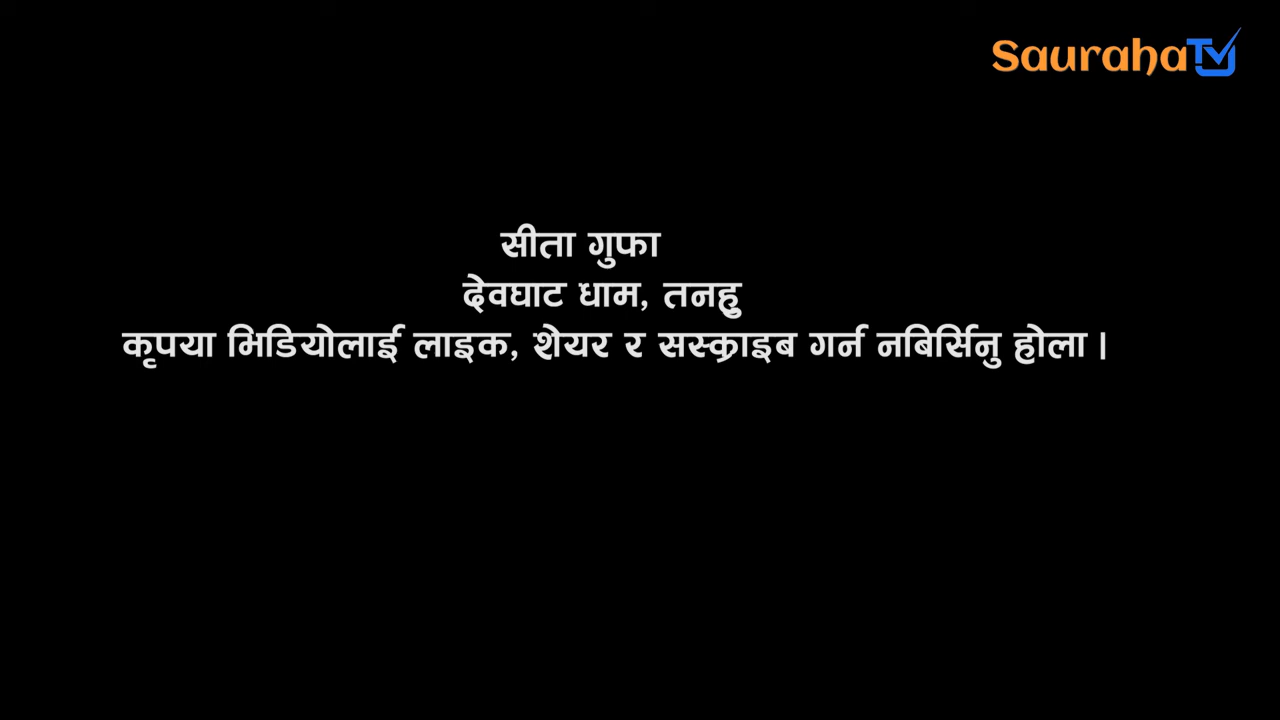 SaurahaTV
सीता गुफा
देवघाट धाम, तनहु
कृपया भिडियोलाई लाइक, शेयर र सस्क्राइब गर्न नबिर्सिनु होला ।